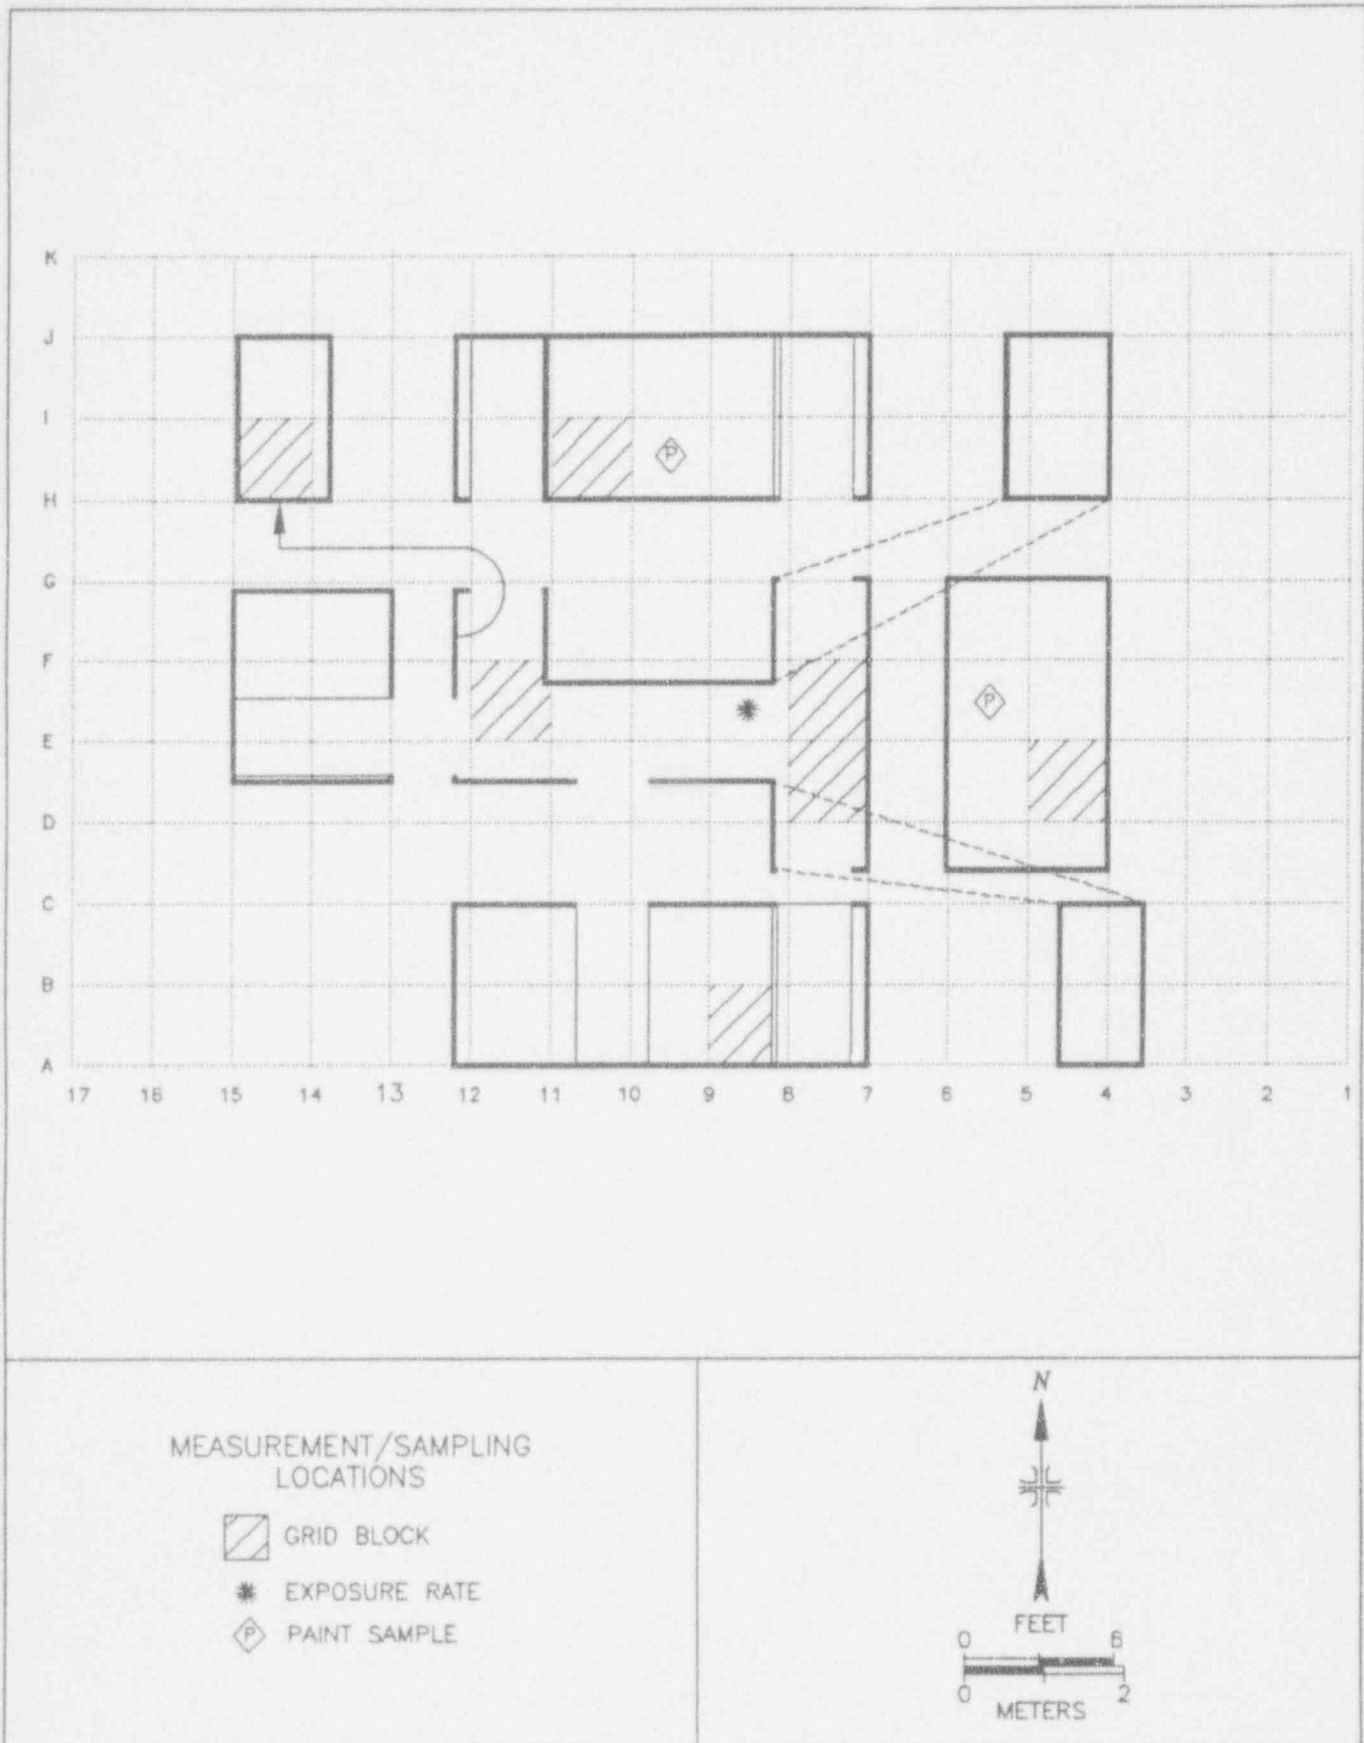 K
J
I
H
G
F
E
D
C
B
A
P
P
17 16 15 14 13 12 11 10 9 8 7 6 5 4 3 2 1
MEASUREMENT/SAMPLING
LOCATIONS
GRID BLOCK
EXPOSURE RATE
P PAINT SAMPLE
N
FEET
0 6
0 2
METERS